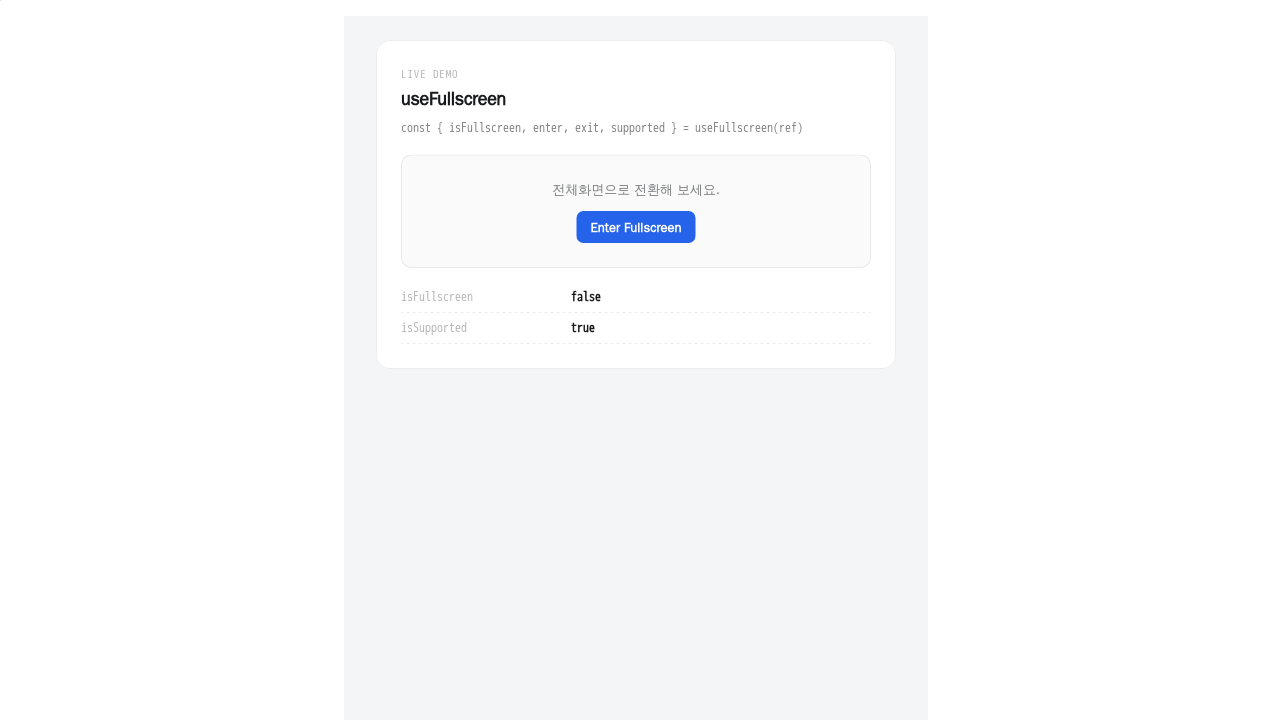 LIVE DEMO
useFullscreen
const { isFullscreen, enter, exit, supported } = useFullscreen(ref)
전체화면으로 전환해 보세요.
Enter Fullscreen
isFullscreen false
isSupported true